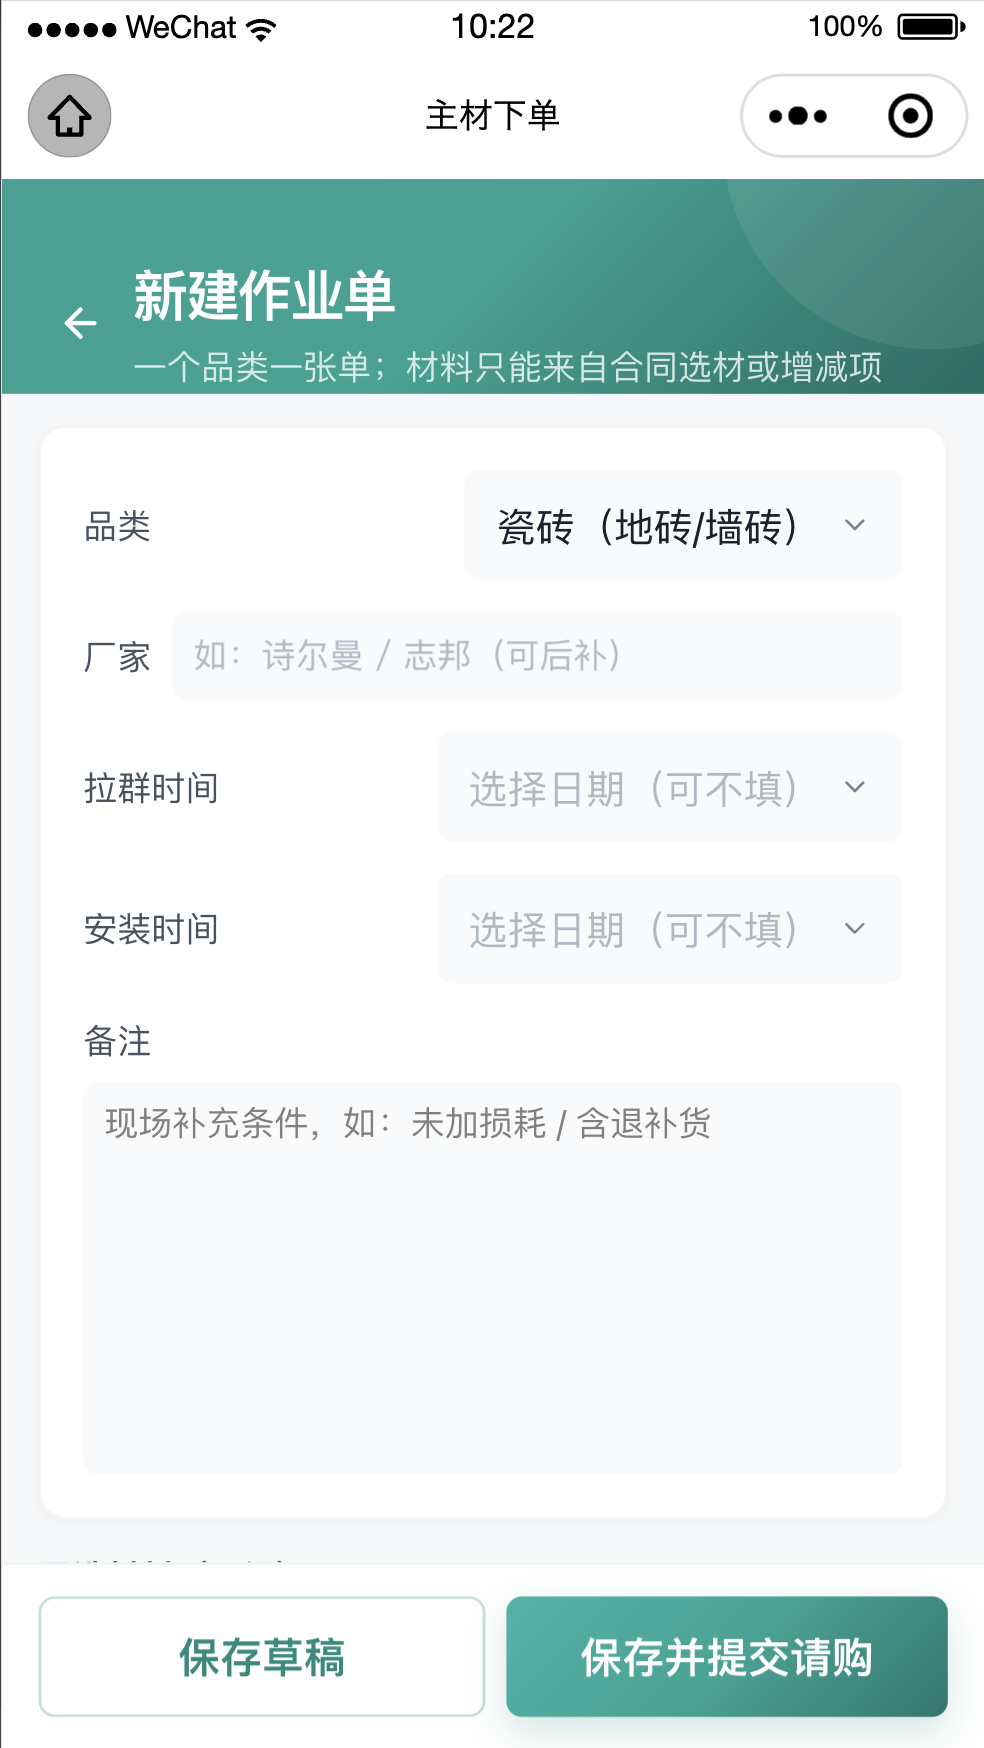 WeChat 10:22 100%
主材下单
新建作业单
一个品类一张单；材料只能来自合同选材或增减项
品类 瓷砖（地砖/墙砖）
厂家 如：诗尔曼 / 志邦（可后补）
拉群时间 选择日期（可不填）
安装时间 选择日期（可不填）
备注
现场补充条件，如：未加损耗 / 含退补货
保存草稿 保存并提交请购